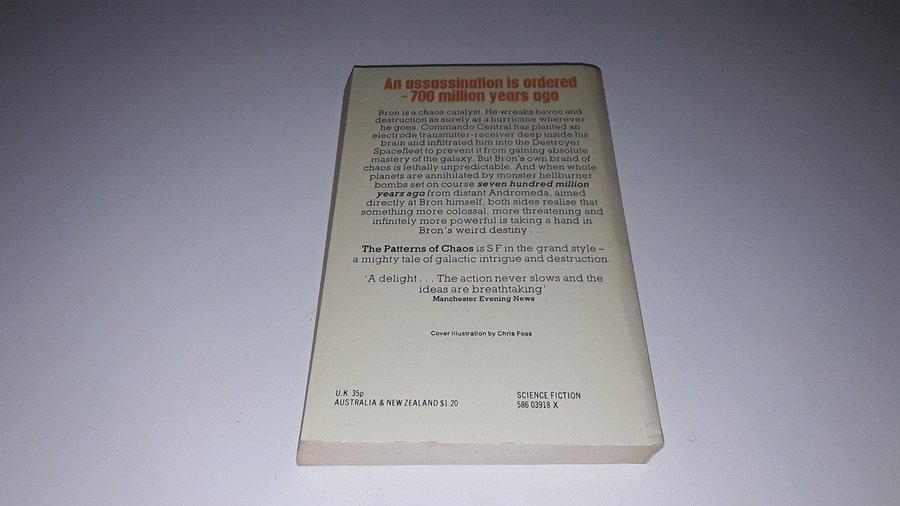 An assassination is ordered
– 700 million years ago
Bron is a chaos catalyst. He wreaks havoc and
destruction as surely as a hurricane wherever
he goes. Commando Central has planted an
electrode transmitter-receiver deep inside his
brain and infiltrated him into the Destroyer
Spacefleet to prevent it from gaining absolute
mastery of the galaxy. But Bron's own brand of
chaos is lethally unpredictable. And when whole
planets are annihilated by monster hellburner
bombs set on course seven hundred million
years ago from distant Andromeda, aimed
directly at Bron himself, both sides realise that
something more colossal, more threatening and
infinitely more powerful is taking a hand in
Bron's weird destiny . . .
The Patterns of Chaos is SF in the grand style –
a mighty tale of galactic intrigue and destruction.
'A delight . . . The action never slows and the
ideas are breathtaking'
Manchester Evening News
Cover illustration by Chris Foss
U.K. 35p
AUSTRALIA & NEW ZEALAND $1.20
SCIENCE FICTION
586 03918 X